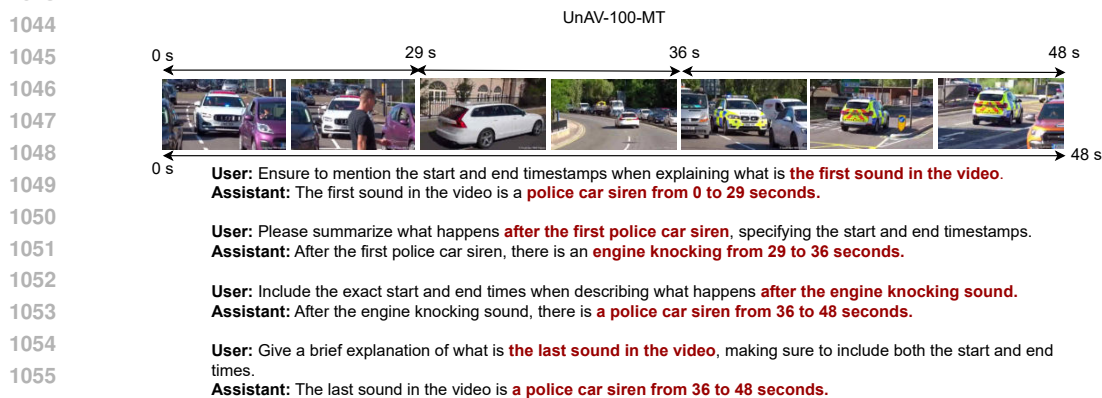 1044
UnAV-100-MT
1045
0 s 29 s 36 s 48 s
1046
1047
1048
0 s 48 s
1049
User: Ensure to mention the start and end timestamps when explaining what is the first sound in the video.
Assistant: The first sound in the video is a police car siren from 0 to 29 seconds.
1050
1051
User: Please summarize what happens after the first police car siren, specifying the start and end timestamps.
Assistant: After the first police car siren, there is an engine knocking from 29 to 36 seconds.
1052
1053
User: Include the exact start and end times when describing what happens after the engine knocking sound.
Assistant: After the engine knocking sound, there is a police car siren from 36 to 48 seconds.
1054
1055
User: Give a brief explanation of what is the last sound in the video, making sure to include both the start and end
times.
Assistant: The last sound in the video is a police car siren from 36 to 48 seconds.